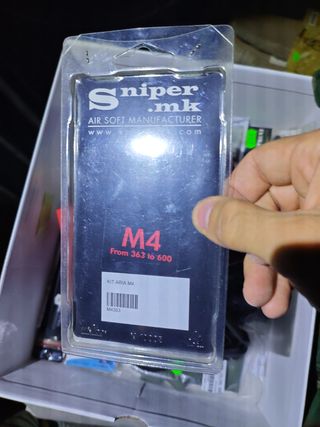 Sniper
.mk
AIR SOFT MANUFACTURER
M4
From 363 to 600
KIT ARIA M4